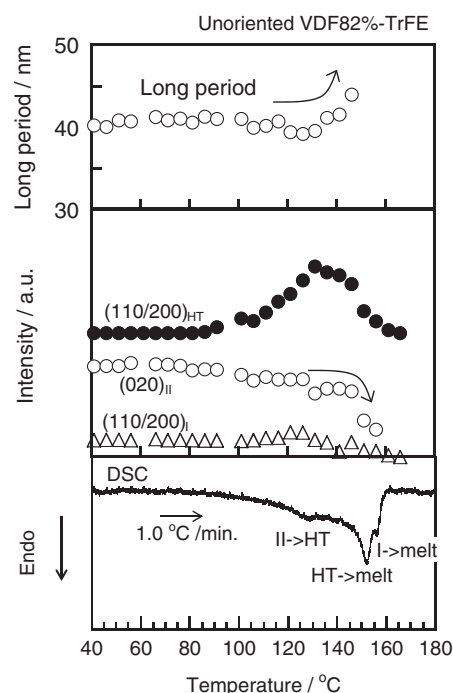 Unoriented VDF82%-TrFE
50
Long period / nm
Long period
40
30
Intensity / a.u.
(110/200)HT
(020)II
(110/200)I
DSC
1.0 °C /min.
Endo
II->HT
I->melt
HT->melt
40 60 80 100 120 140 160 180
Temperature / °C